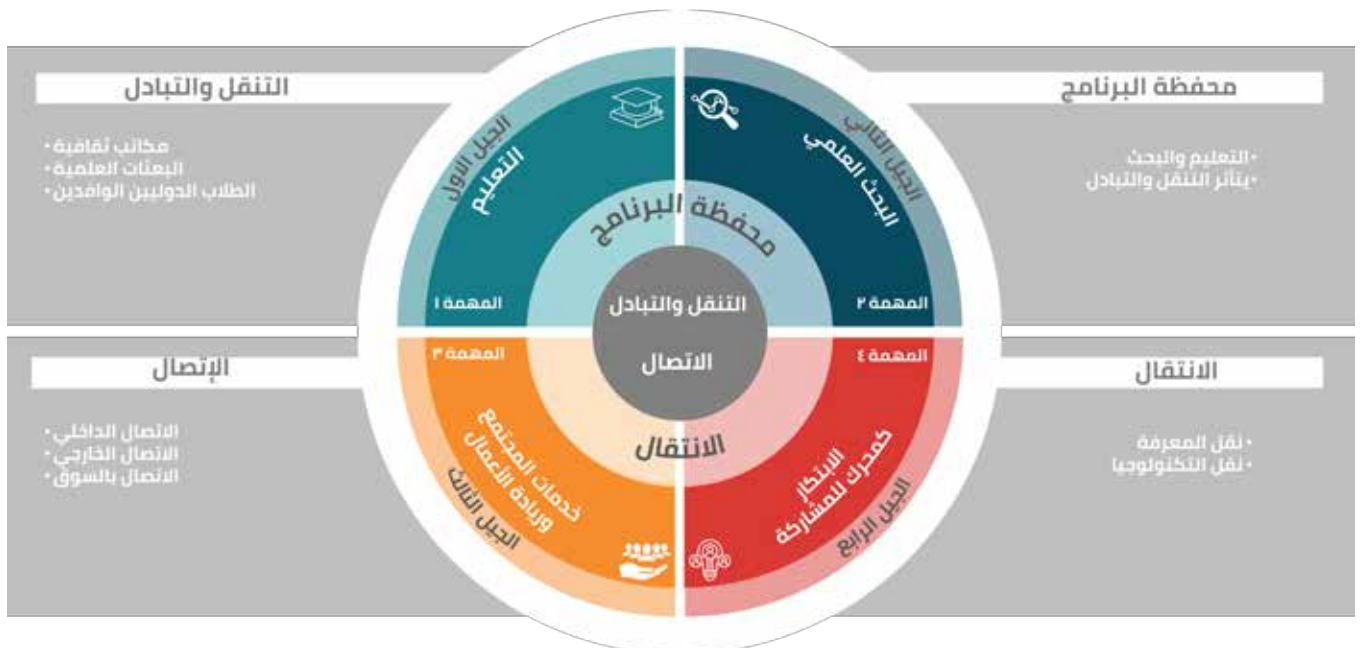 محفظة البرنامج
•التعليم والبحث
•يتأثر التنقل والتبادل
التنقل والتبادل
•مكاتب ثقافية
•البعثات العلمية
•الطلاب الدوليين الوافدين
الجيل الثاني
البحث العلمي
المهمة ٢
الجيل الاول
التعليم
المهمة ١
محفظة البرنامج
التنقل والتبادل
الاتصال
الانتقال
المهمة ٤
الابتكار
كمحرك للمشاركة
الجيل الرابع
المهمة ٣
خدمات المجتمع
وريادة الأعمال
الجيل الثالث
الانتقال
•نقل المعرفة
•نقل التكنولوجيا
الإتصال
•الاتصال الداخلي
•الاتصال الخارجي
•الاتصال بالسوق